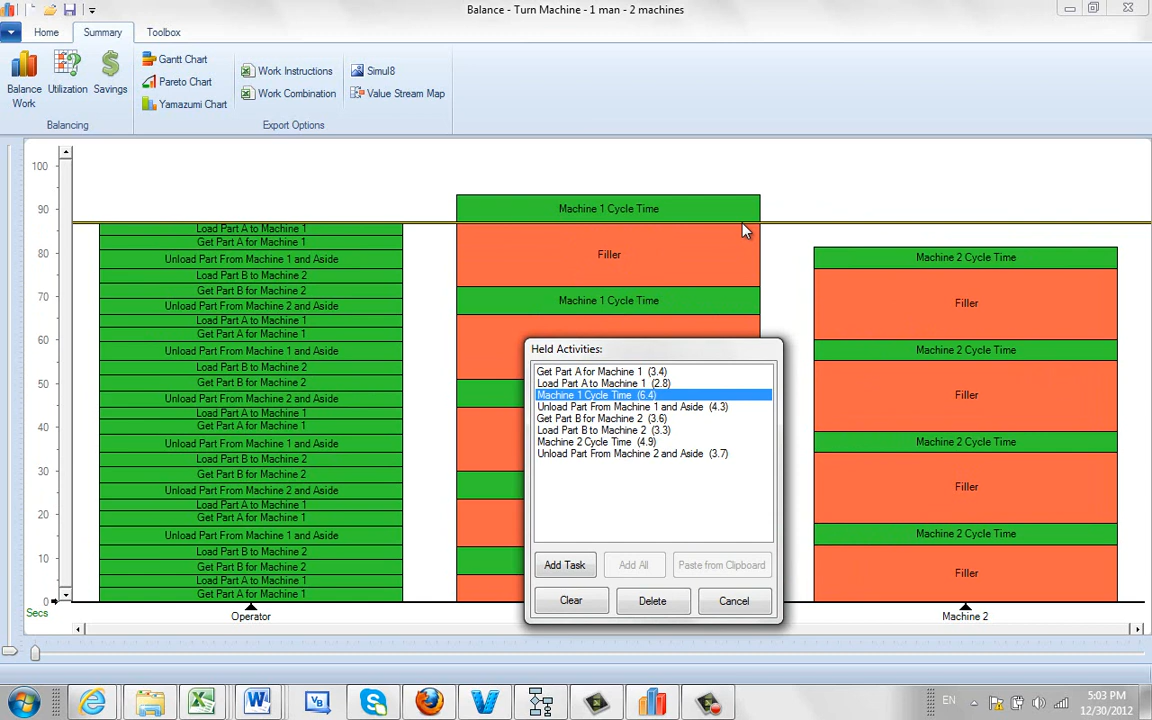 Balance - Turn Machine - 1 man - 2 machines
Home
Summary
Toolbox
Balance
Work
Utilization
Savings
Gantt Chart
Pareto Chart
Yamazumi Chart
Work Instructions
Work Combination
Simul8
Value Stream Map
Balancing
Export Options
100
90
80
70
60
50
40
30
20
10
0
Secs
Load Part A to Machine 1
Get Part A for Machine 1
Unload Part From Machine 1 and Aside
Load Part B to Machine 2
Get Part B for Machine 2
Unload Part From Machine 2 and Aside
Load Part A to Machine 1
Get Part A for Machine 1
Unload Part From Machine 1 and Aside
Load Part B to Machine 2
Get Part B for Machine 2
Unload Part From Machine 2 and Aside
Load Part A to Machine 1
Get Part A for Machine 1
Unload Part From Machine 1 and Aside
Load Part B to Machine 2
Get Part B for Machine 2
Unload Part From Machine 2 and Aside
Load Part A to Machine 1
Get Part A for Machine 1
Unload Part From Machine 1 and Aside
Load Part B to Machine 2
Get Part B for Machine 2
Load Part A to Machine 1
Get Part A for Machine 1
Operator
Machine 1 Cycle Time
Filler
Machine 1 Cycle Time
Machine 2 Cycle Time
Filler
Machine 2 Cycle Time
Filler
Machine 2 Cycle Time
Filler
Machine 2 Cycle Time
Filler
Machine 2
Held Activities:
Get Part A for Machine 1 (3.4)
Load Part A to Machine 1 (2.8)
Machine 1 Cycle Time (6.4)
Unload Part From Machine 1 and Aside (4.3)
Get Part B for Machine 2 (3.6)
Load Part B to Machine 2 (3.3)
Machine 2 Cycle Time (4.9)
Unload Part From Machine 2 and Aside (3.7)
Add Task
Add All
Paste from Clipboard
Clear
Delete
Cancel
EN
5:03 PM
12/30/2012